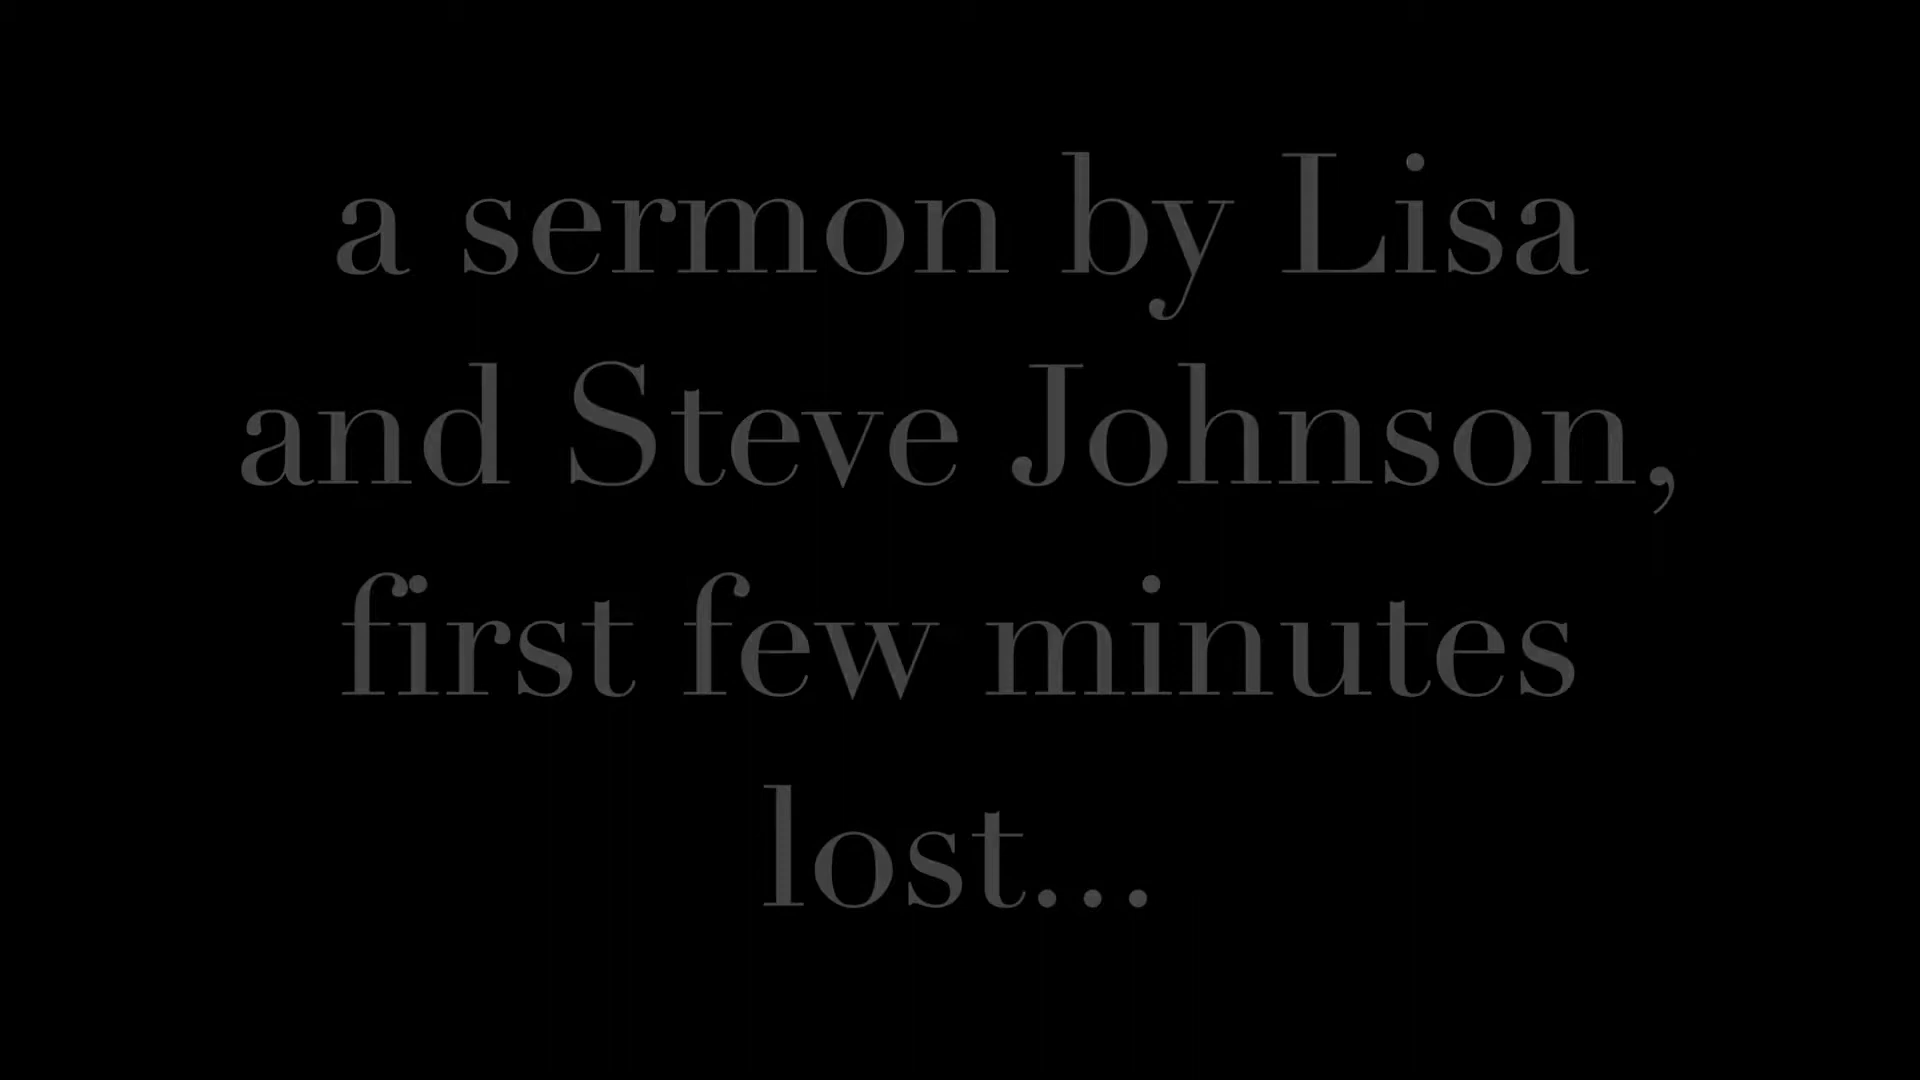 a sermon by Lisa
and Steve Johnson,
first few minutes
lost...